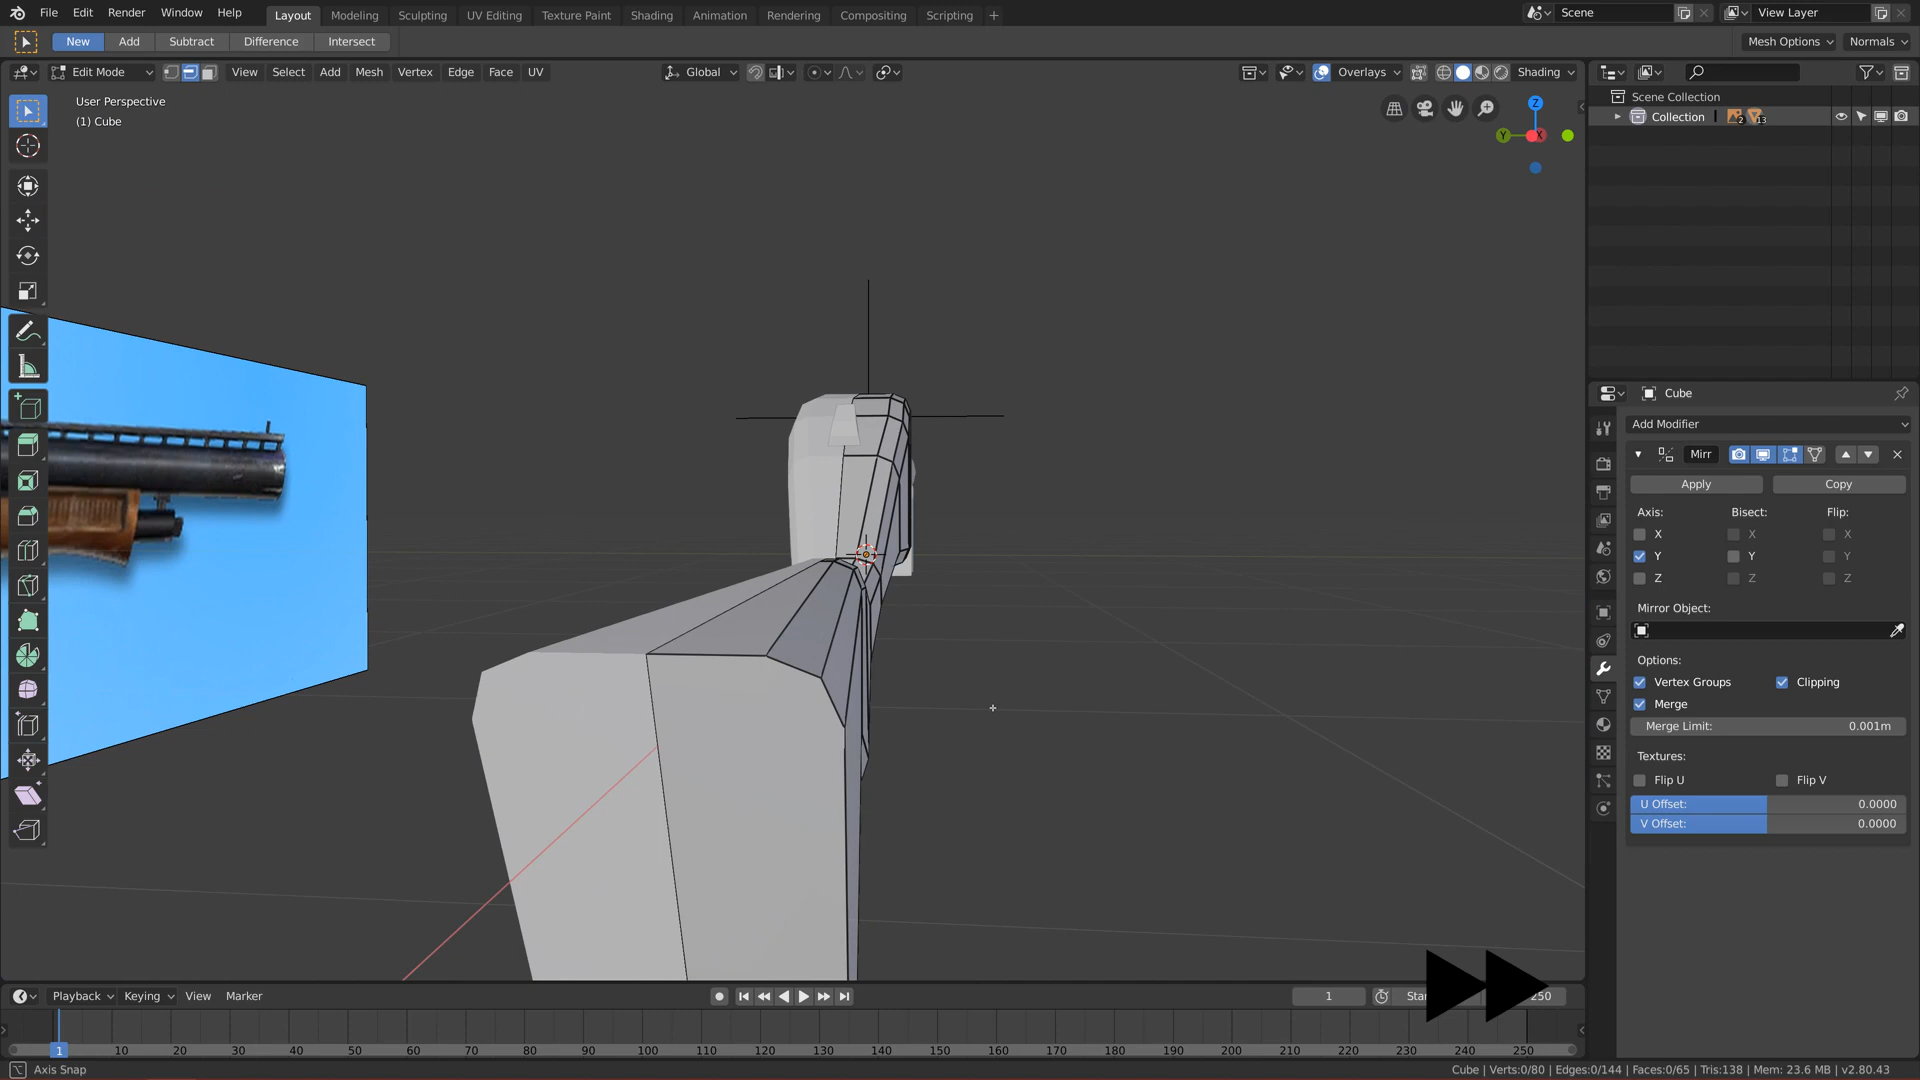 File Edit Render Window Help Layout Modeling Sculpting UV Editing Texture Paint Shading Animation Rendering Compositing Scripting + Scene View Layer
New Add Subtract Difference Intersect Mesh Options Normals
Edit Mode View Select Add Mesh Vertex Edge Face UV Global Overlays Shading
User Perspective
(1) Cube
Z
Y X
Scene Collection
Collection 2 13
Cube
Add Modifier
Mirr
Apply Copy
Axis: Bisect: Flip:
X X X
Y Y Y
Z Z Z
Mirror Object:
Options:
Vertex Groups Clipping
Merge
Merge Limit: 0.001m
Textures:
Flip U Flip V
U Offset: 0.0000
V Offset: 0.0000
Playback Keying View Marker 1 Star 250
1 10 20 30 40 50 60 70 80 90 100 110 120 130 140 150 160 170 180 190 200 210 220 230 240 250
Axis Snap Cube | Verts:0/80 | Edges:0/144 | Faces:0/65 | Tris:138 | Mem: 23.6 MB | v2.80.43